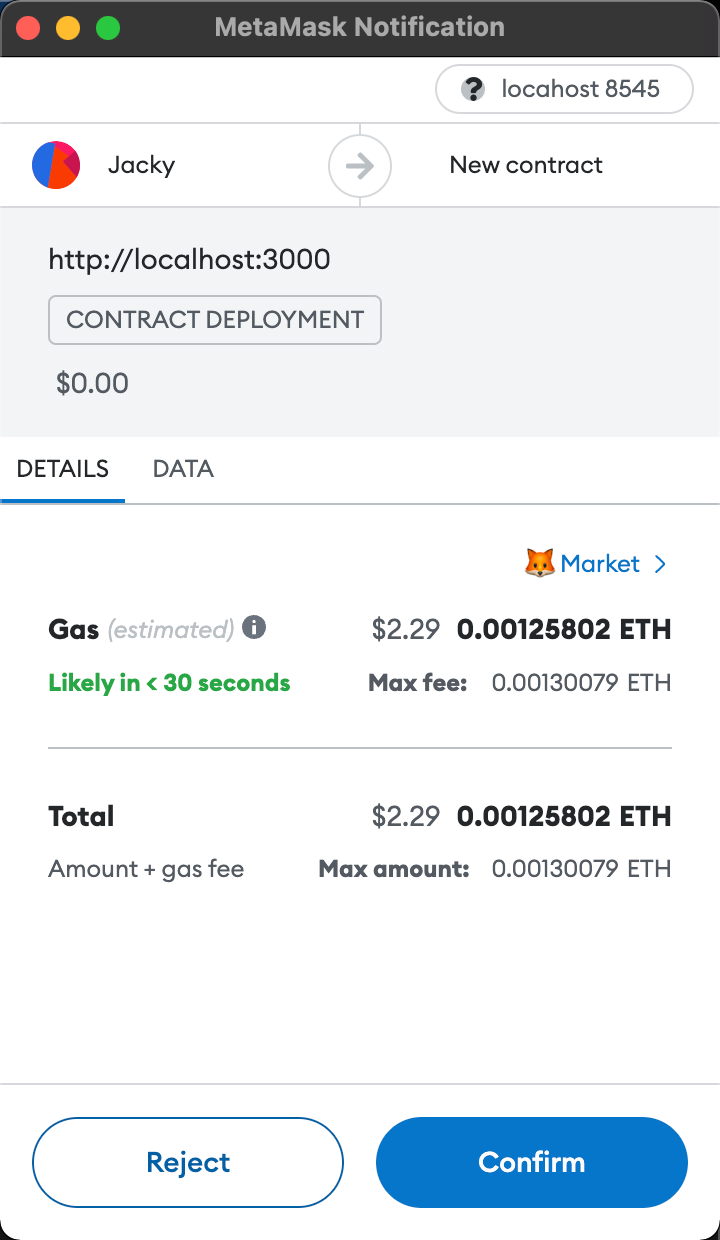 MetaMask Notification
? locahost 8545
Jacky New contract
http://localhost:3000
CONTRACT DEPLOYMENT
$0.00
DETAILS DATA
Market >
Gas (estimated) i $2.29 0.00125802 ETH
Likely in < 30 seconds Max fee: 0.00130079 ETH
Total $2.29 0.00125802 ETH
Amount + gas fee Max amount: 0.00130079 ETH
Reject Confirm